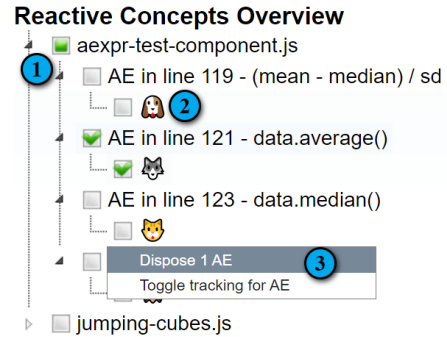 Reactive Concepts Overview
aexpr-test-component.js
1
AE in line 119 - (mean - median) / sd
2
AE in line 121 - data.average()
AE in line 123 - data.median()
Dispose 1 AE
3
Toggle tracking for AE
jumping-cubes.js